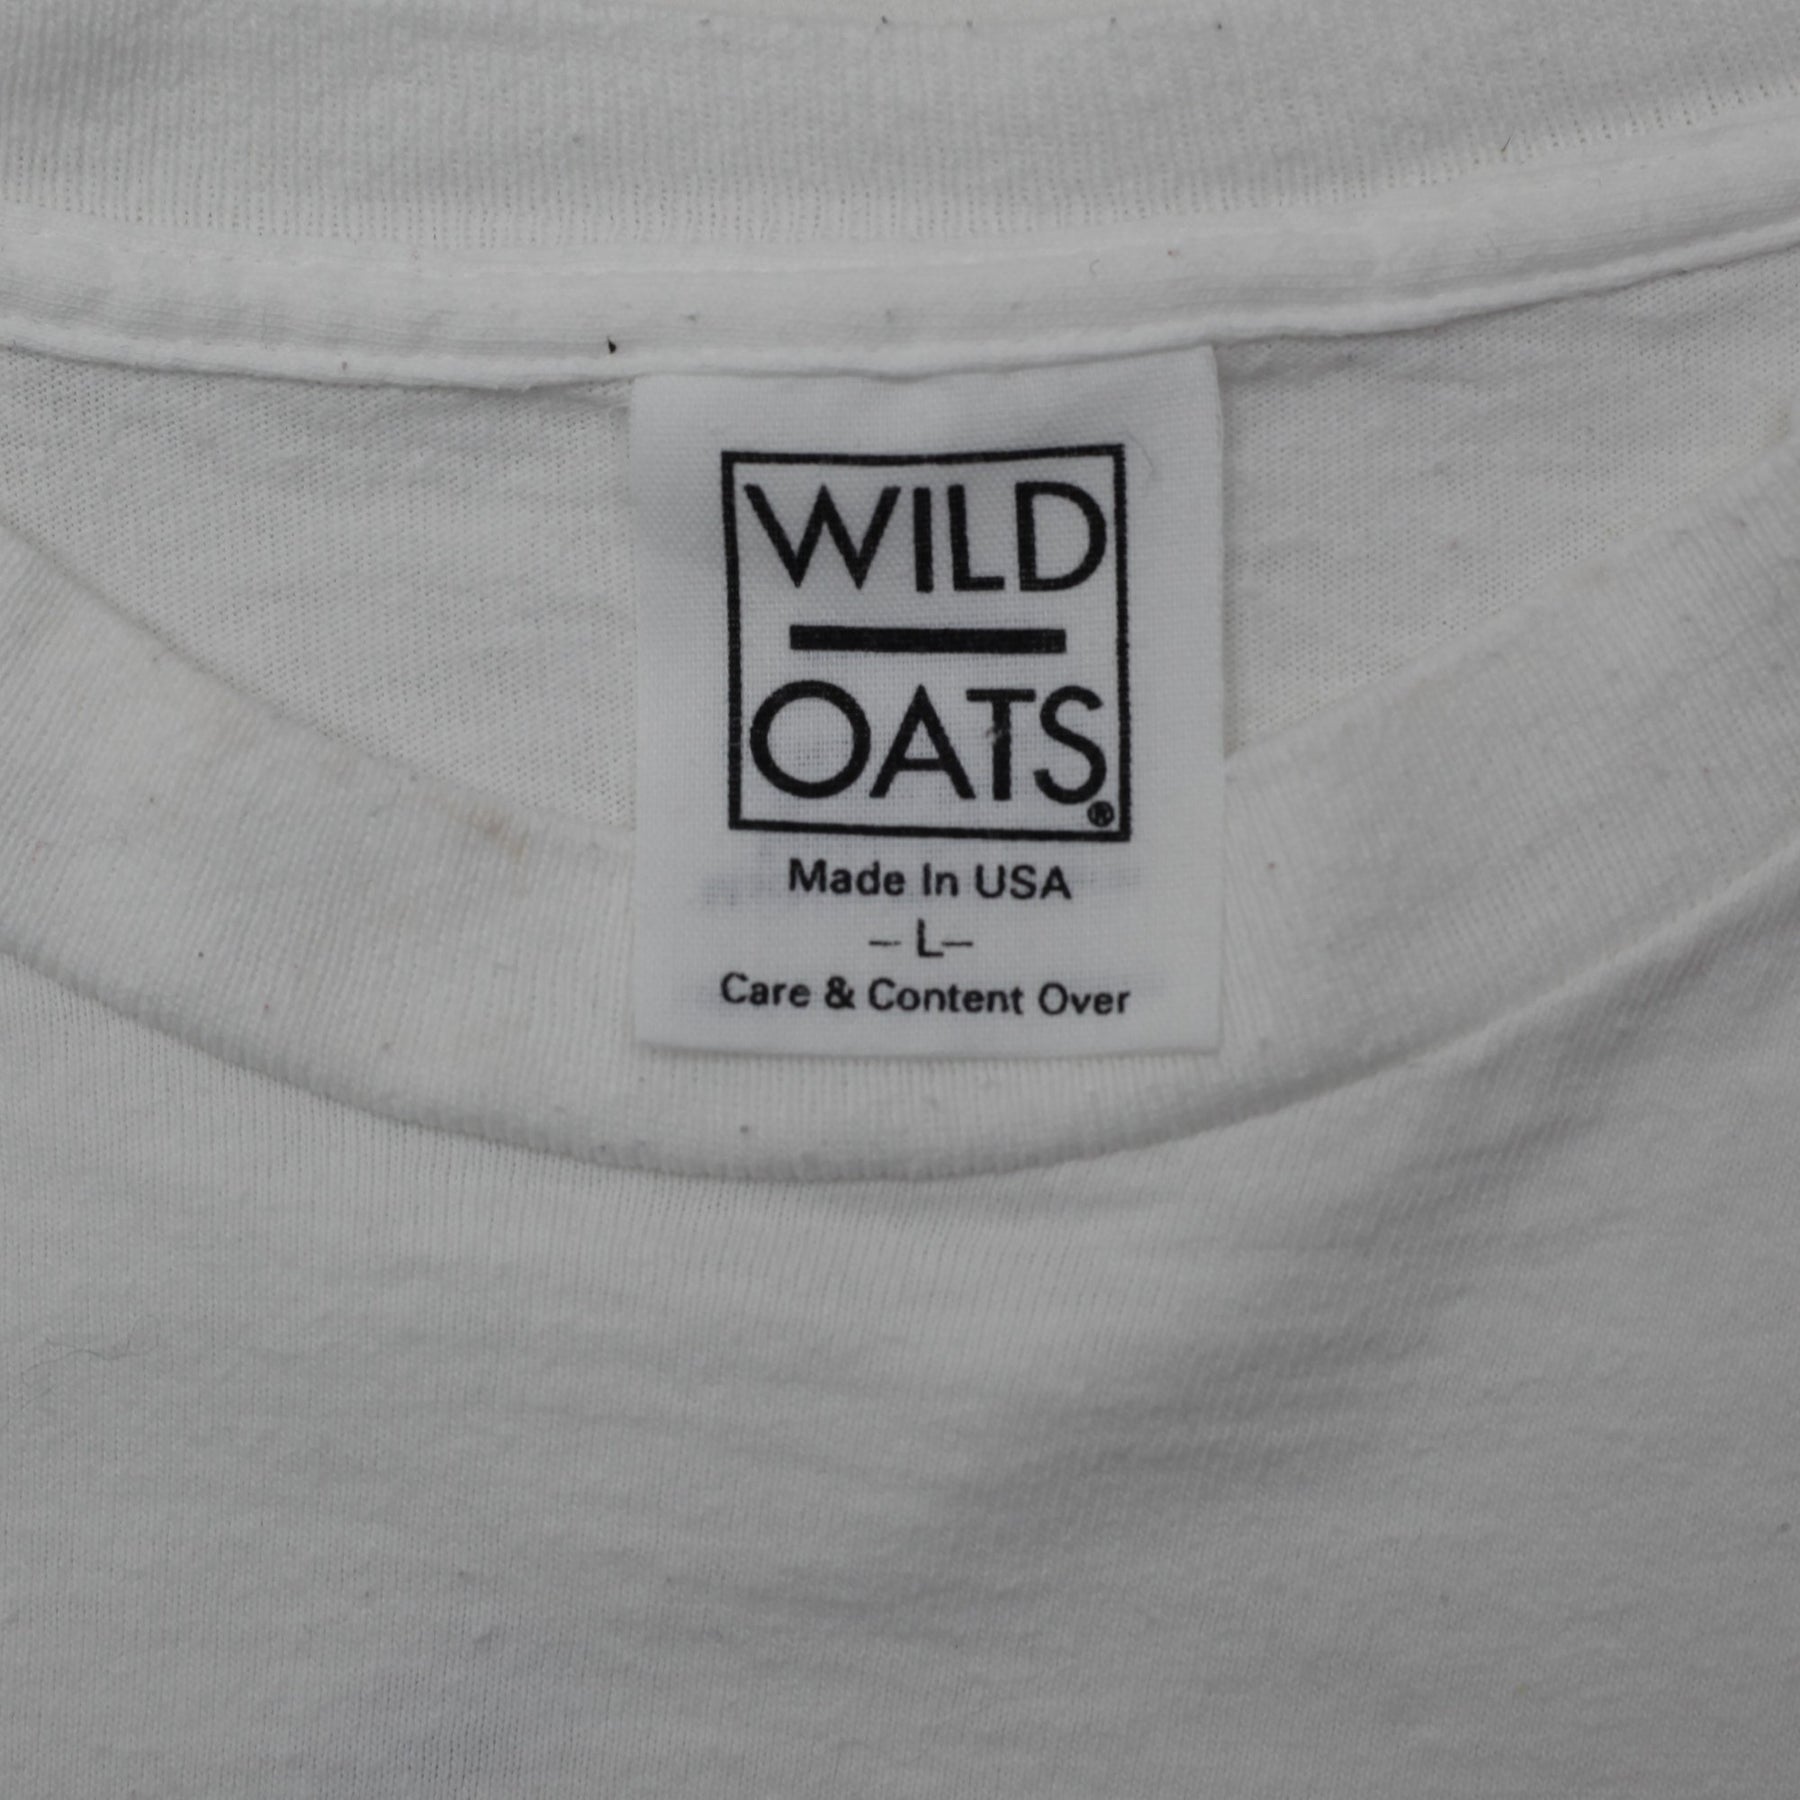 WILD
OATS®
Made In USA
– L–
Care & Content Over